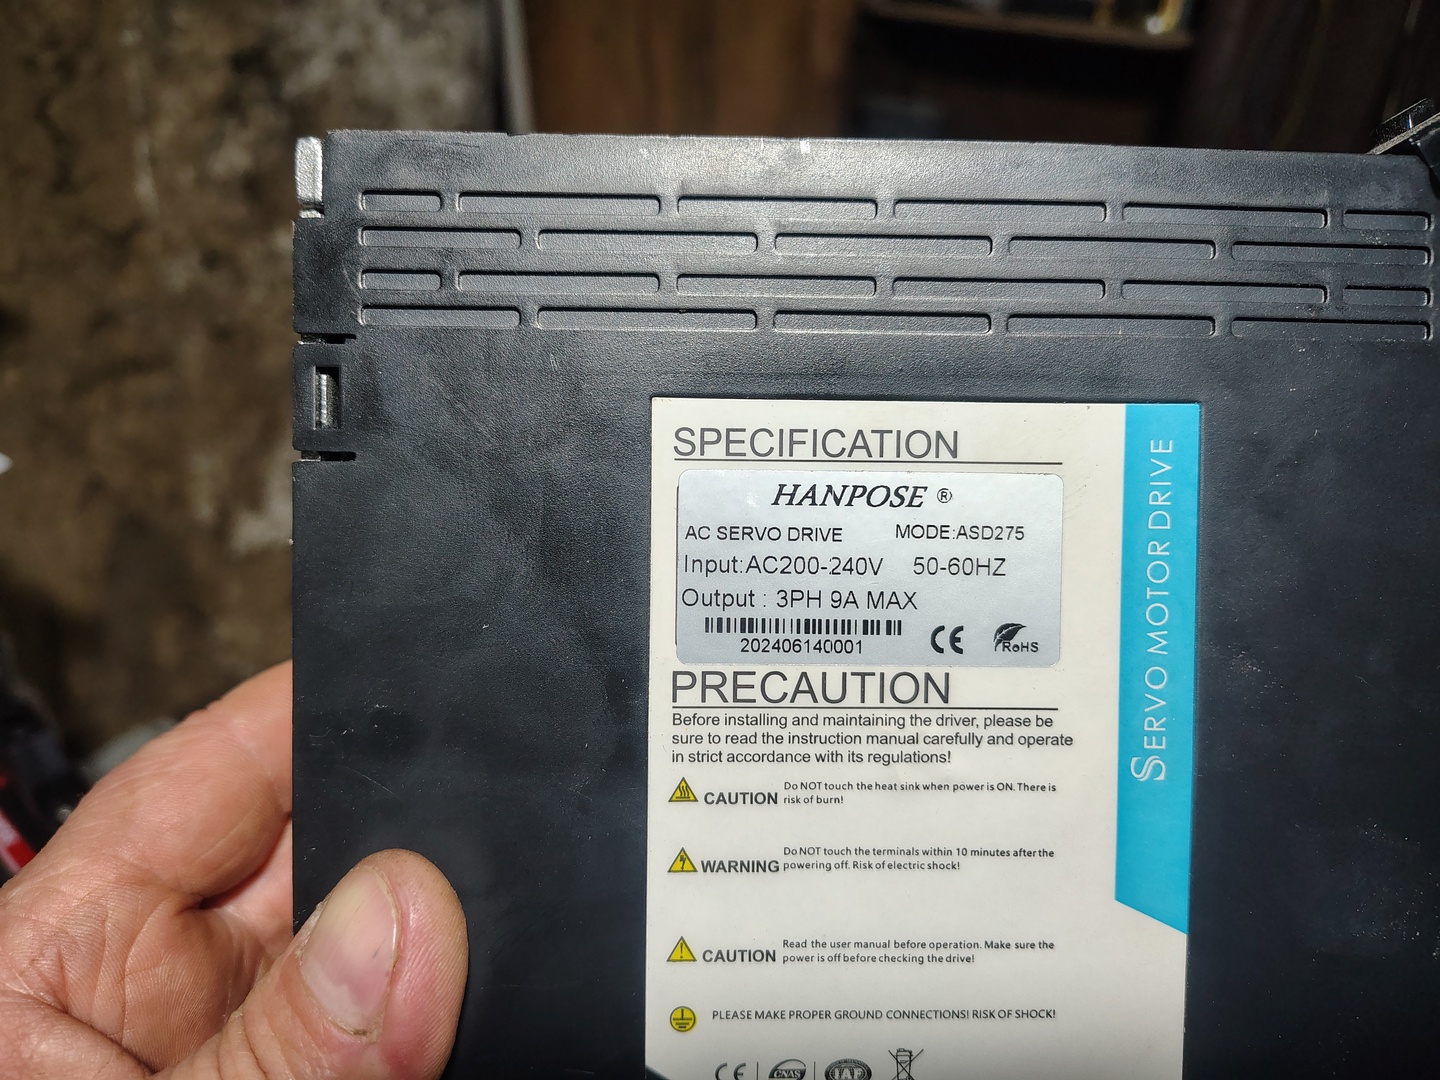 SPECIFICATION
HANPOSE ®
AC SERVO DRIVE MODE:ASD275
Input:AC200-240V 50-60HZ
Output : 3PH 9A MAX
202406140001
CE
RoHS
PRECAUTION
Before installing and maintaining the driver, please be
sure to read the instruction manual carefully and operate
in strict accordance with its regulations!
CAUTION Do NOT touch the heat sink when power is ON. There is
risk of burn!
WARNING Do NOT touch the terminals within 10 minutes after the
powering off. Risk of electric shock!
CAUTION Read the user manual before operation. Make sure the
power is off before checking the drive!
PLEASE MAKE PROPER GROUND CONNECTIONS! RISK OF SHOCK!
CE CNAS IAF
SERVO MOTOR DRIVE